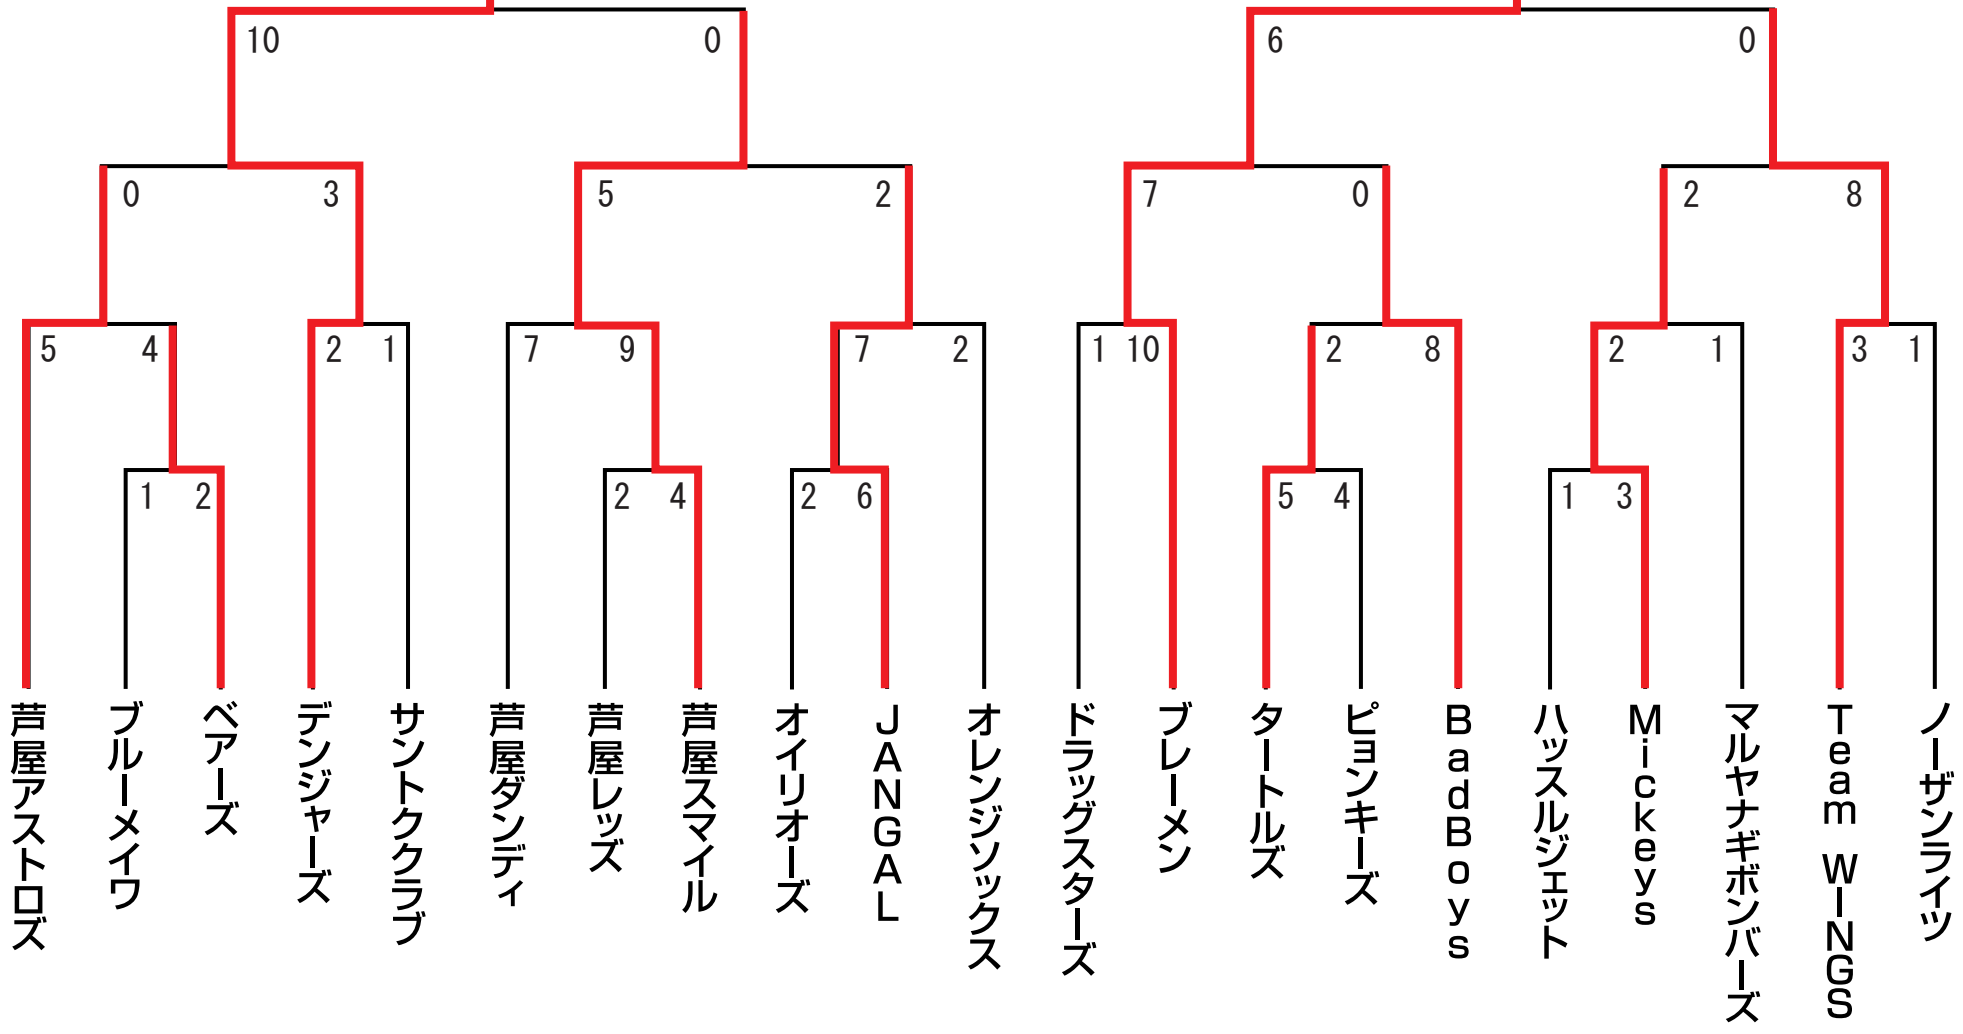 10 0 6 0
0 3 5 2 7 0 2 8
5 4 2 1 7 9 7 2 1 10 2 8 2 1 3 1
1 2 2 4 2 6 5 4 1 3
芦屋アストロズ
ブルーメイワ
ベアーズ
デンジャーズ
サントククラブ
芦屋ダンディ
芦屋レッズ
芦屋スマイル
オイリオーズ
JANGAL
オレンジソックス
ドラッグスターズ
ブレーメン
タートルズ
ピョンキーズ
BadBoys
ハッスルジェット
Mickeys
マルヤナギボンバーズ
Team WINGS
ノーザンライツ